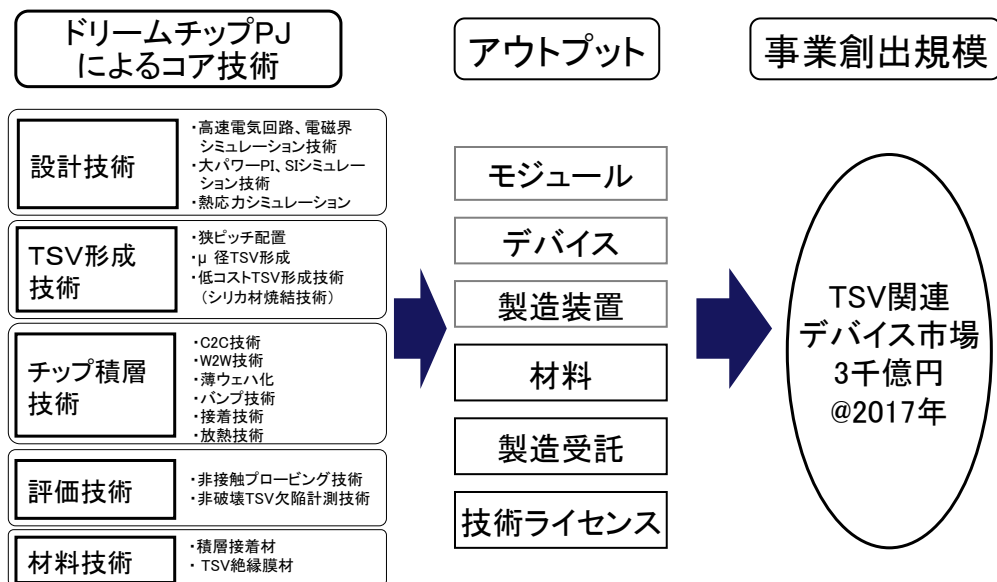 ドリームチップPJ
によるコア技術
アウトプット
事業創出規模
設計技術
・高速電気回路、電磁界
シミュレーション技術
・大パワーPI、SIシミュレー
ション技術
・熱応力シミュレーション
TSV形成
技術
・狭ピッチ配置
・μ 径TSV形成
・低コストTSV形成技術
(シリカ材焼結技術)
チップ積層
技術
・C2C技術
・W2W技術
・薄ウェハ化
・バンプ技術
・接着技術
・放熱技術
評価技術
・非接触プロービング技術
・非破壊TSV欠陥計測技術
材料技術
・積層接着材
・ TSV絶縁膜材
モジュール
デバイス
製造装置
材料
製造受託
技術ライセンス
TSV関連
デバイス市場
3千億円
@2017年